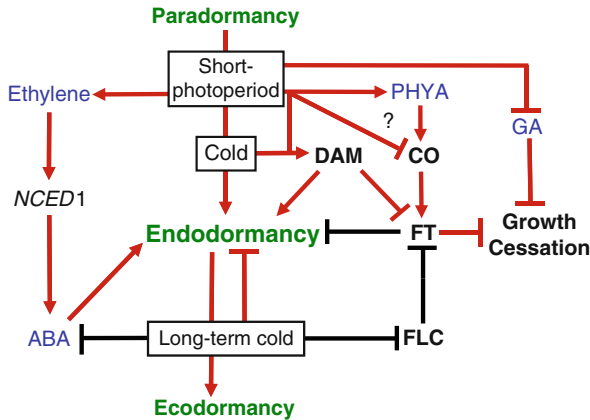 Paradormancy
Short-
photoperiod
Ethylene
PHYA
?
GA
Cold
DAM
CO
NCED1
Endodormancy
FT
Growth
Cessation
ABA
Long-term cold
FLC
Ecodormancy